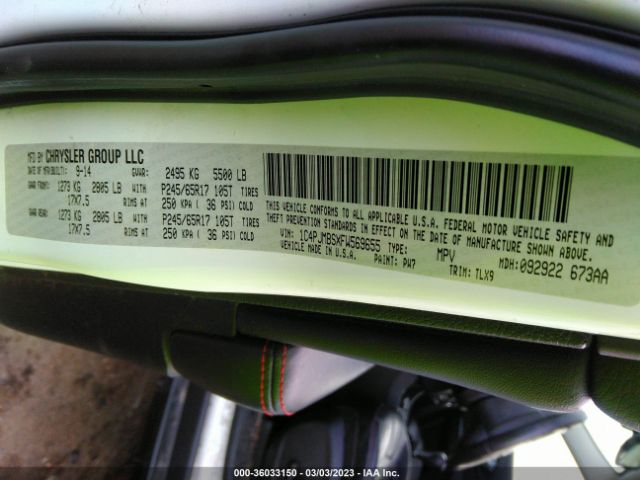 MFD BY CHRYSLER GROUP LLC
DATE OF MFR/BUILT: 9-14 GVWR: 2495 KG 5500 LB
GAWR FRONT: 1273 KG 2805 LB WITH P245/65R17 105T TIRES
17X7.5 RIMS AT 250 KPA ( 36 PSI) COLD
GAWR REAR: 1273 KG 2805 LB WITH P245/65R17 105T TIRES
17X7.5 RIMS AT 250 KPA ( 36 PSI) COLD
THIS VEHICLE CONFORMS TO ALL APPLICABLE U.S.A. FEDERAL MOTOR VEHICLE SAFETY AND
THEFT PREVENTION STANDARDS IN EFFECT ON THE DATE OF MANUFACTURE SHOWN ABOVE.
VIN: 1C4PJMBSXFW569655 TYPE: MPV MDH: 092922 673AA
VEHICLE MADE IN U.S.A. PAINT: PW7 TRIM: TLX9
000-36033150 - 03/03/2023 - IAA Inc.